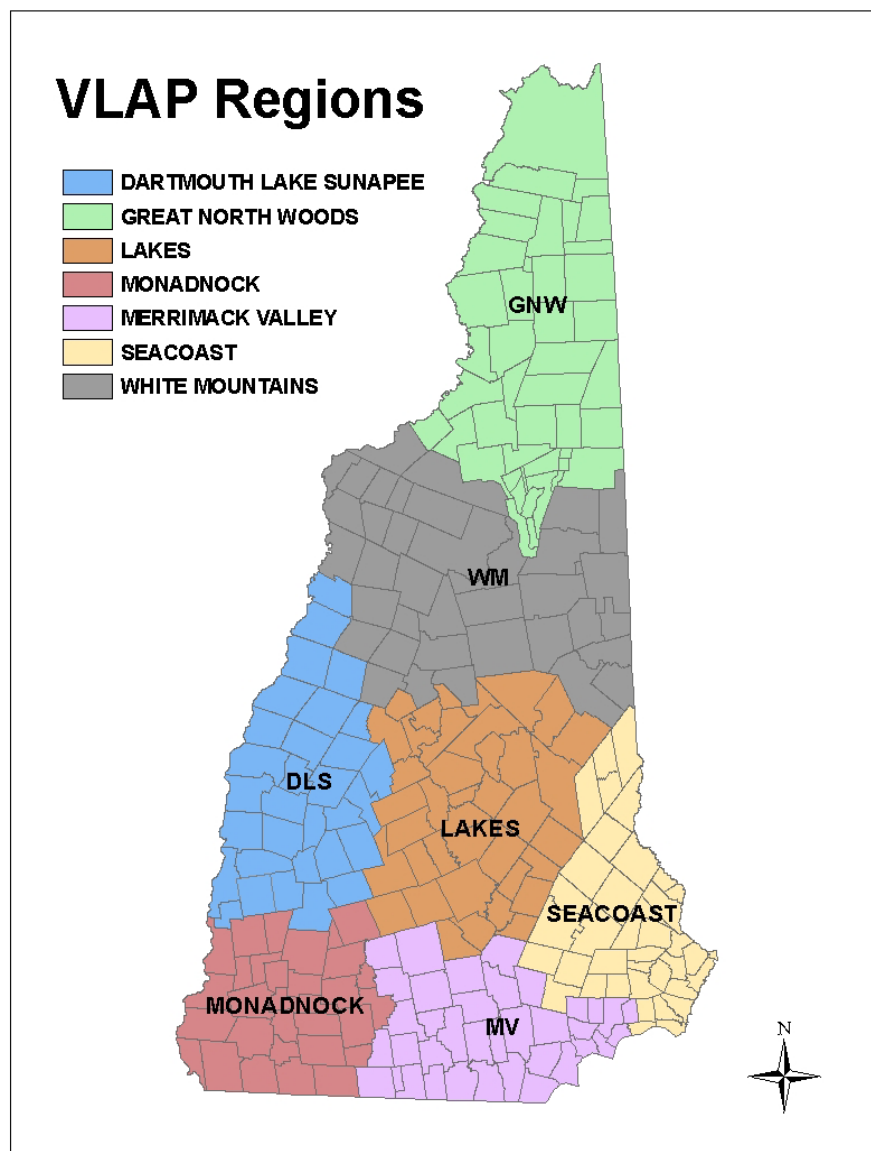 VLAP Regions
DARTMOUTH LAKE SUNAPEE
GREAT NORTH WOODS
LAKES
MONADNOCK
MERRIMACK VALLEY
SEACOAST
WHITE MOUNTAINS
GNW
WM
DLS
LAKES
SEACOAST
MONADNOCK
MV
N